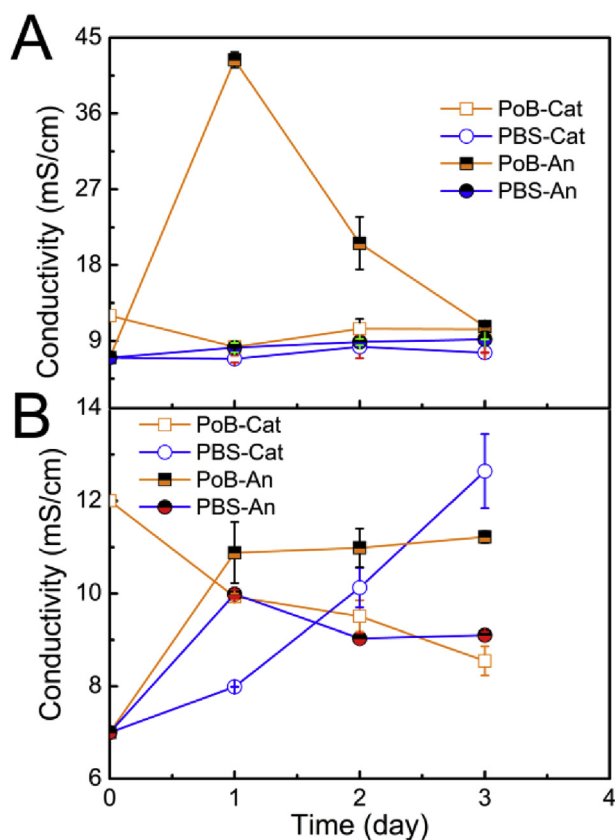 A
45
36
27
18
9
Conductivity (mS/cm)
PoB-Cat
PBS-Cat
PoB-An
PBS-An
B
14
12
10
8
6
Conductivity (mS/cm)
PoB-Cat
PBS-Cat
PoB-An
PBS-An
0 1 2 3 4
Time (day)